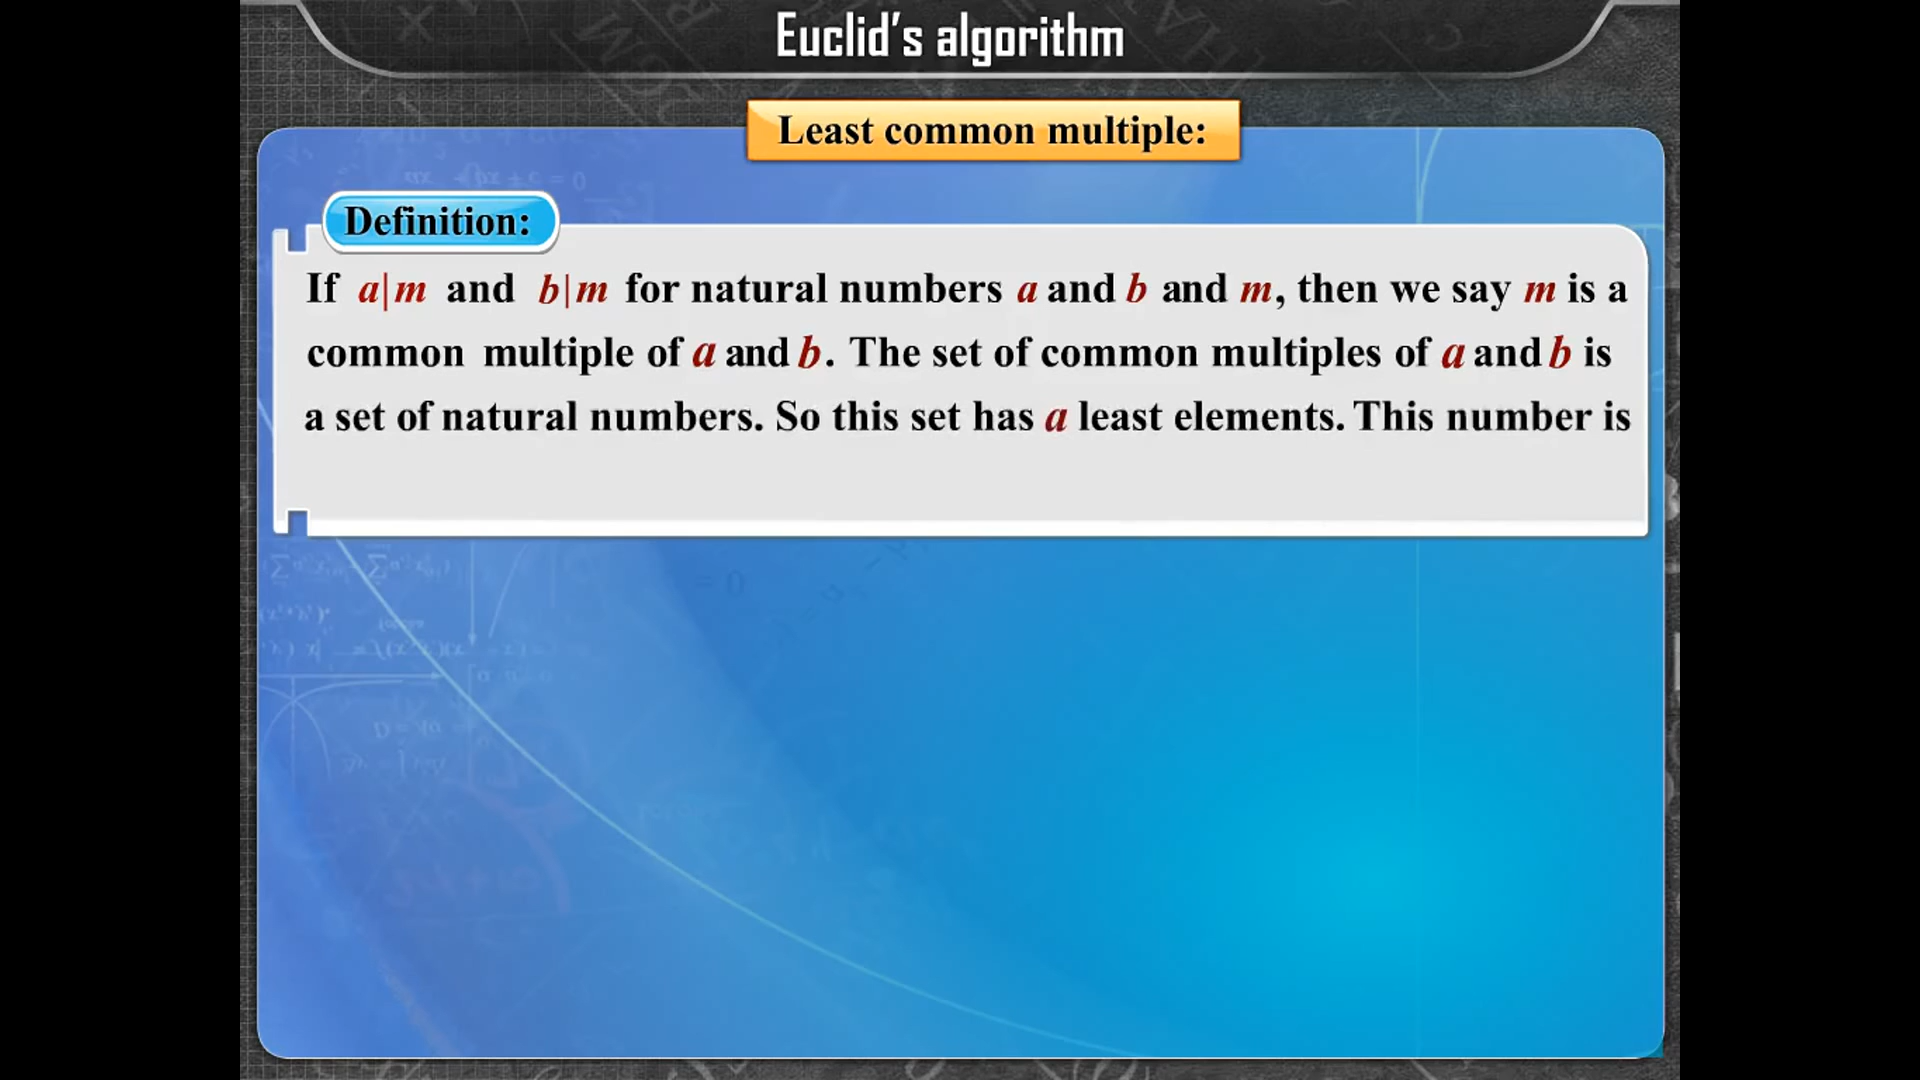 Euclid's algorithm
Least common multiple:
Definition:
If a|m and b|m for natural numbers a and b and m, then we say m is a
common multiple of a and b. The set of common multiples of a and b is
a set of natural numbers. So this set has a least elements. This number is